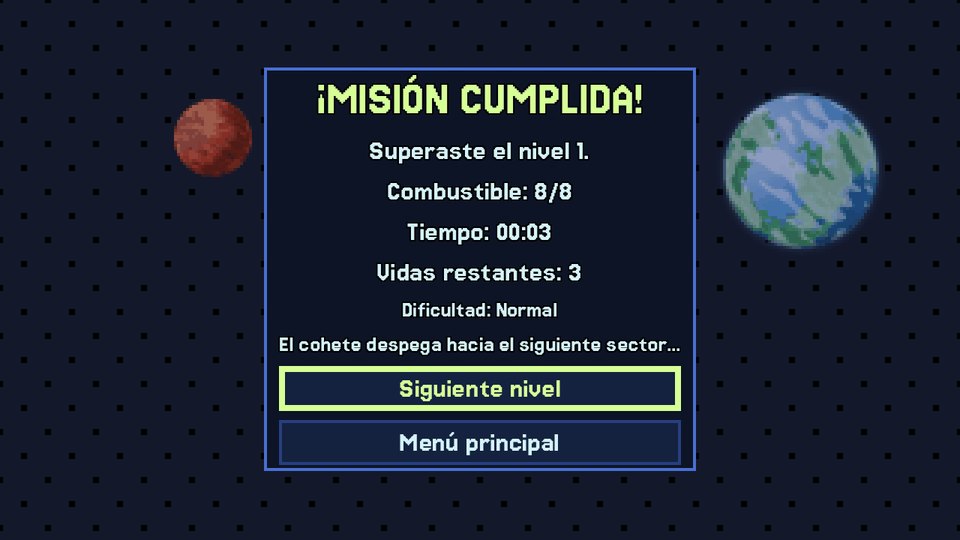 ¡MISIÓN CUMPLIDA!
Superaste el nivel 1.
Combustible: 8/8
Tiempo: 00:03
Vidas restantes: 3
Dificultad: Normal
El cohete despega hacia el siguiente sector...
Siguiente nivel
Menú principal